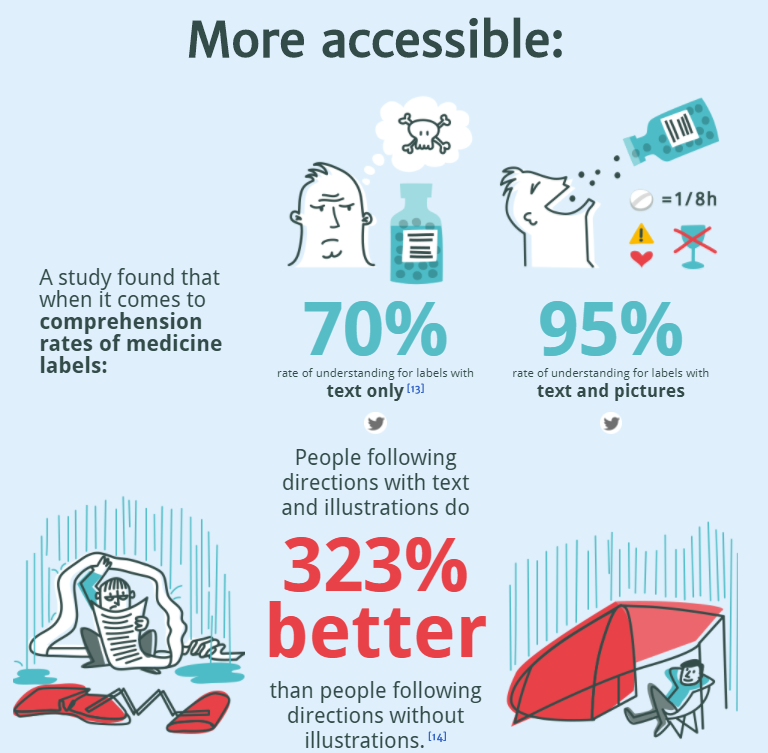 More accessible:
=1/8h
A study found that
when it comes to
comprehension
rates of medicine
labels:
70%
rate of understanding for labels with
text only [13]
95%
rate of understanding for labels with
text and pictures
People following
directions with text
and illustrations do
323%
better
than people following
directions without
illustrations. [14]